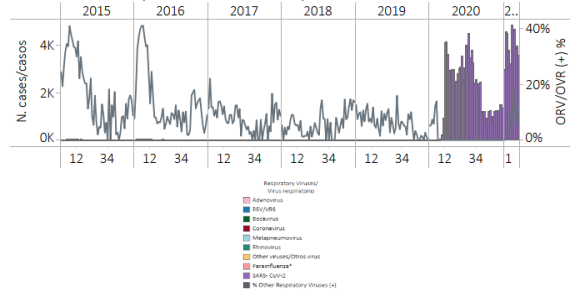 2015 2016 2017 2018 2019 2020 2..
N. cases/casos
4K
2K
0K
40%
20%
0%
ORV/OVR (+) %
12 34 12 34 12 34 12 34 12 34 12 34 1
Respiratory Viruses/
Virus respiratorio
Adenovirus
RSV/VRS
Bocavirus
Coronavirus
Metapneumovirus
Rhinovirus
Other viruses/Otros virus
Parainfluenza*
SARS- CoV-2
% Other Respiratory Viruses (+)